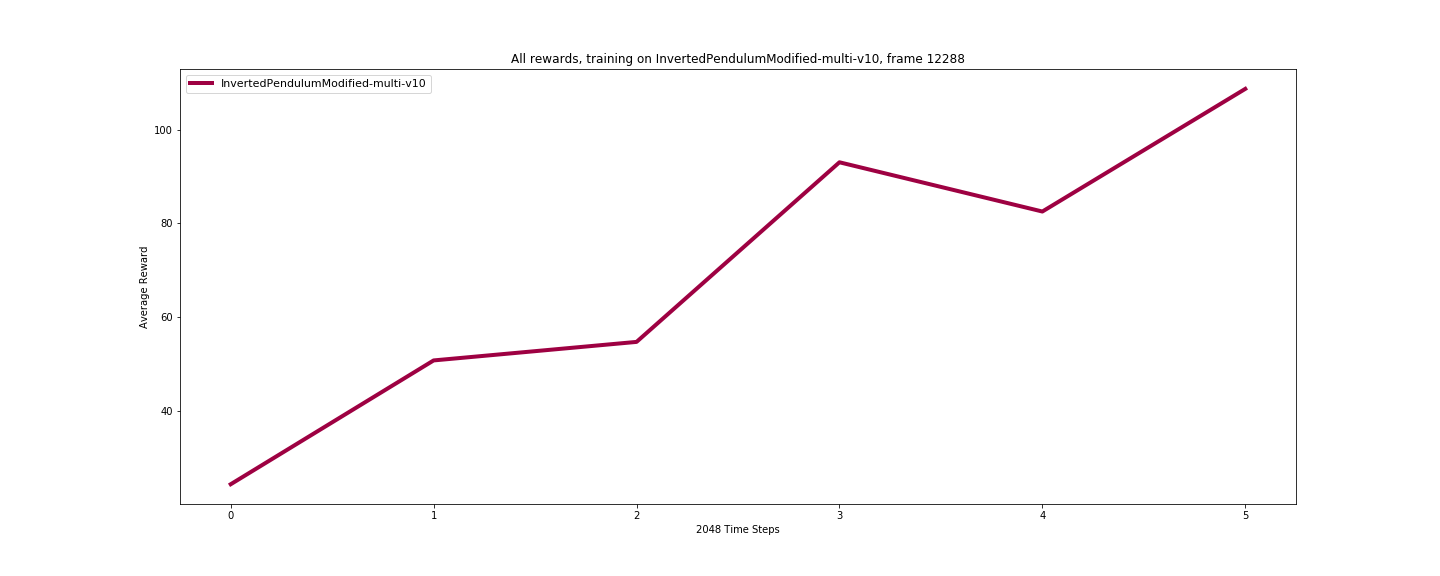 All rewards, training on InvertedPendulumModified-multi-v10, frame 12288
InvertedPendulumModified-multi-v10
100
80
60
40
Average Reward
0 1 2 3 4 5
2048 Time Steps